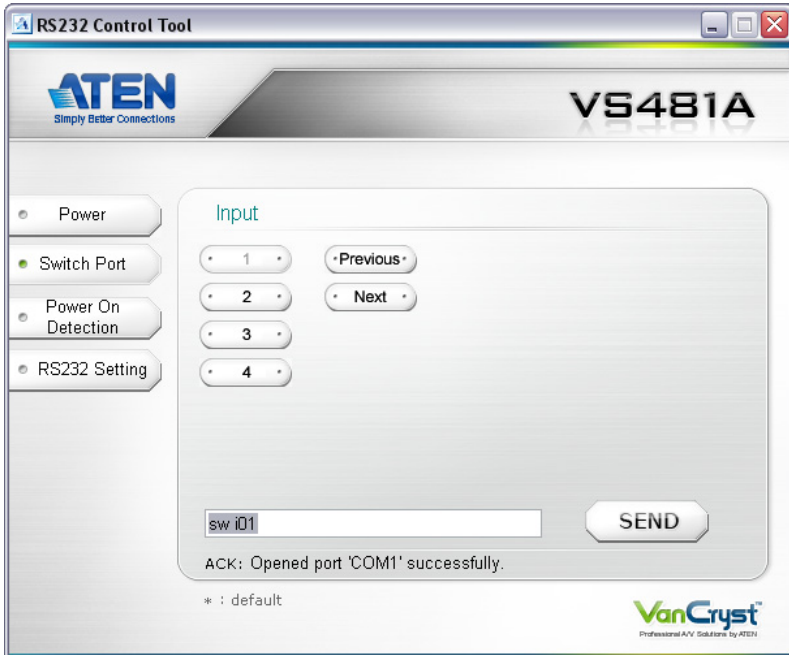 RS232 Control Tool
ATEN
Simply Better Connections
VS481A
Power
Switch Port
Power On
Detection
RS232 Setting
Input
1
Previous
2
Next
3
4
sw i01
SEND
ACK: Opened port 'COM1' successfully.
* : default
VanCryst™
Professional A/V Solutions by ATEN